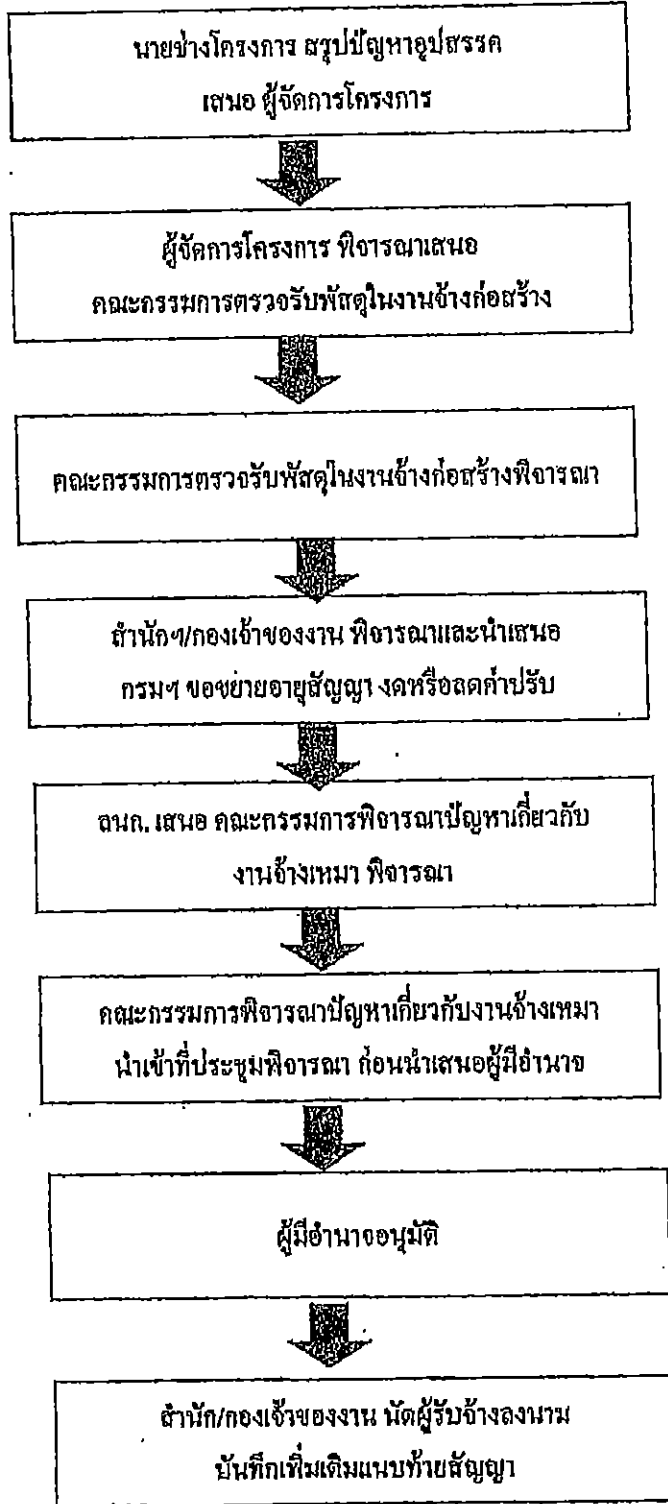 นายช่างโครงการ สรุปปัญหาอุปสรรค
เสนอ ผู้จัดการโครงการ
ผู้จัดการโครงการ พิจารณาเสนอ
คณะกรรมการตรวจรับพัสดุในงานจ้างก่อสร้าง
คณะกรรมการตรวจรับพัสดุในงานจ้างก่อสร้างพิจารณา
สำนักฯ/กองเจ้าของงาน พิจารณาและนำเสนอ
กรมฯ ขอขยายอายุสัญญา งดหรือลดค่าปรับ
ลนก. เสนอ คณะกรรมการพิจารณาปัญหาเกี่ยวกับ
งานจ้างเหมา พิจารณา
คณะกรรมการพิจารณาปัญหาเกี่ยวกับงานจ้างเหมา
นำเข้าที่ประชุมพิจารณา ก่อนนำเสนอผู้มีอำนาจ
ผู้มีอำนาจอนุมัติ
สำนัก/กองเจ้าของงาน นัดผู้รับจ้างลงนาม
บันทึกเพิ่มเติมแนบท้ายสัญญา